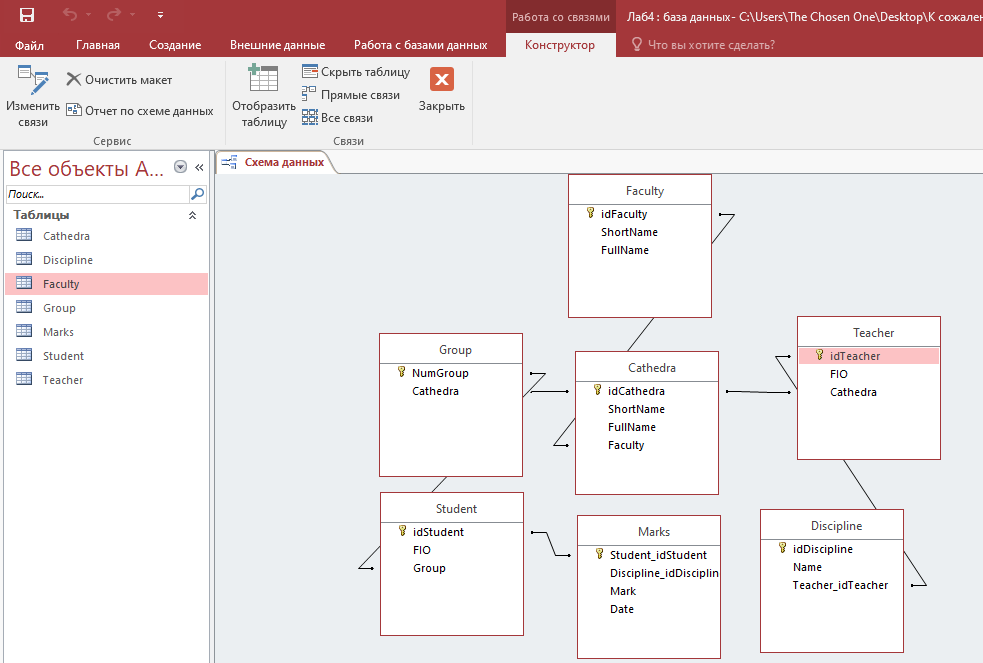 Работа со связями
Лаб4 : база данных- C:\Users\The Chosen One\Desktop\К сожален
Файл
Главная
Создание
Внешние данные
Работа с базами данных
Конструктор
Что вы хотите сделать?
Изменить связи
Очистить макет
Отчет по схеме данных
Сервис
Отобразить таблицу
Скрыть таблицу
Прямые связи
Все связи
Связи
Закрыть
Все объекты A...
Поиск...
Таблицы
Cathedra
Discipline
Faculty
Group
Marks
Student
Teacher
Схема данных
Faculty
idFaculty
ShortName
FullName
Group
NumGroup
Cathedra
Cathedra
idCathedra
ShortName
FullName
Faculty
Teacher
idTeacher
FIO
Cathedra
Student
idStudent
FIO
Group
Marks
Student_idStudent
Discipline_idDisciplin
Mark
Date
Discipline
idDiscipline
Name
Teacher_idTeacher